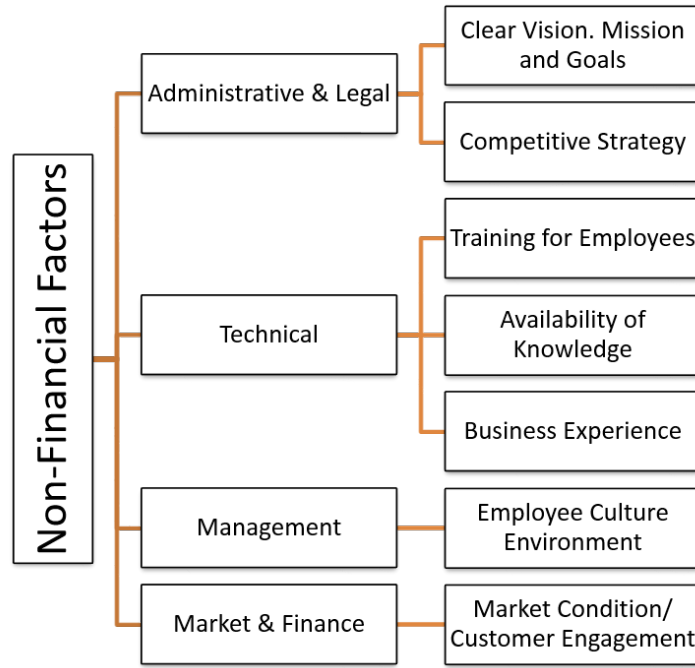 Non-Financial Factors
Administrative & Legal
Clear Vision. Mission
and Goals
Competitive Strategy
Technical
Training for Employees
Availability of
Knowledge
Business Experience
Management
Employee Culture
Environment
Market & Finance
Market Condition/
Customer Engagement